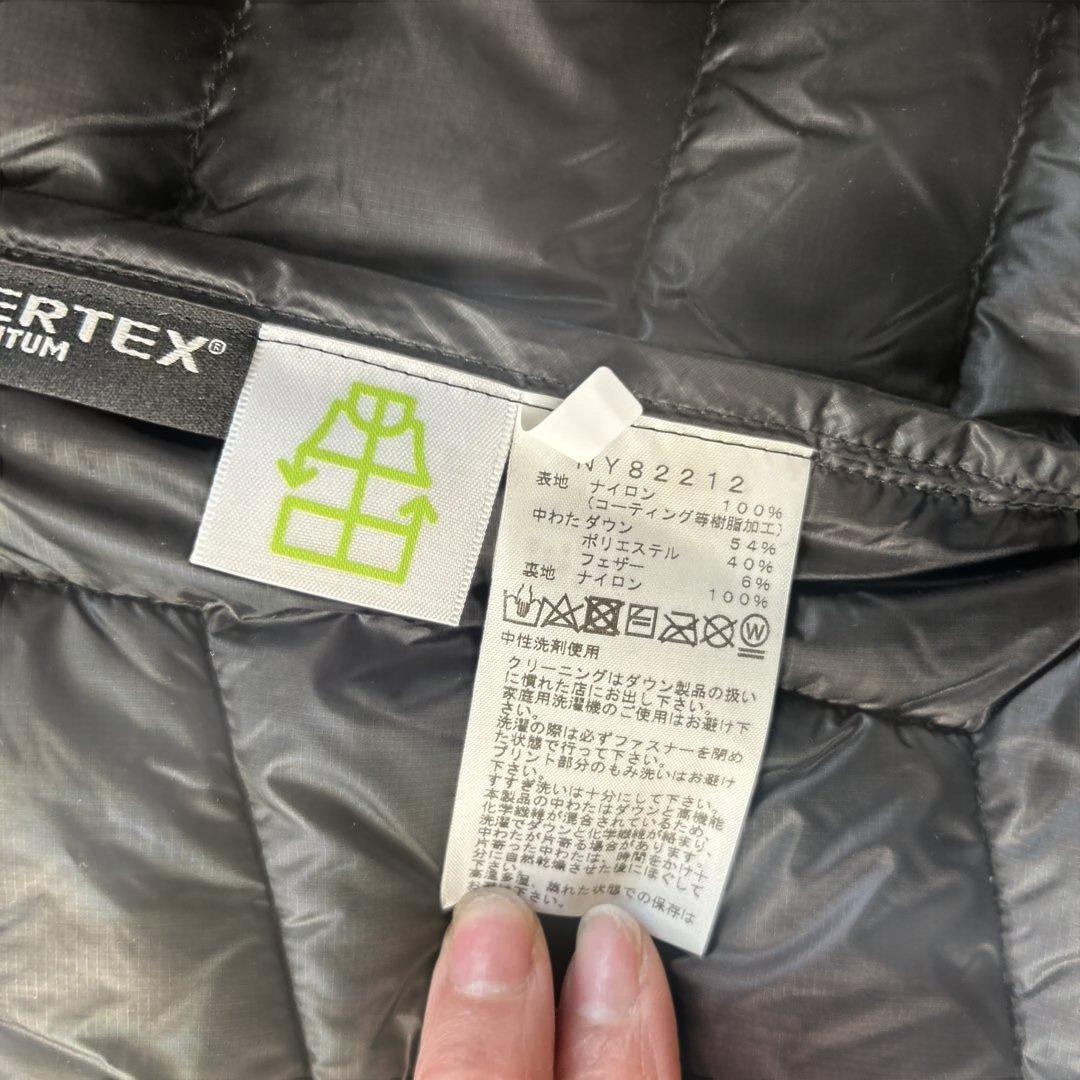 ERTEX®
NTUM
NY82212
表地 ナイロン 100%
(コーティング等樹脂加工)
中わた ダウン 54%
ポリエステル 40%
フェザー 6%
裏地 ナイロン 100%
W
中性洗剤使用
クリーニングはダウン製品の扱い
に慣れた店にお出し下さい。
家庭用洗濯機のご使用はお避け下
さい。
洗濯の際は必ずファスナーを閉め
た状態で行って下さい。
プリント部分のもみ洗いはお避け
下さい。
すすぎ洗いは十分にして下さい。
本製品の中わたはダウンと高機能
化学繊維が混合されているため、
洗濯でダウンと化学繊維が絡まり、
中わたが片寄る場合があります。
片寄った中わたは、時間をかけ十
分に自然乾燥させた後にほぐして
下さい。
高温多湿、蒸れた状態での保存は
お避け下さい。